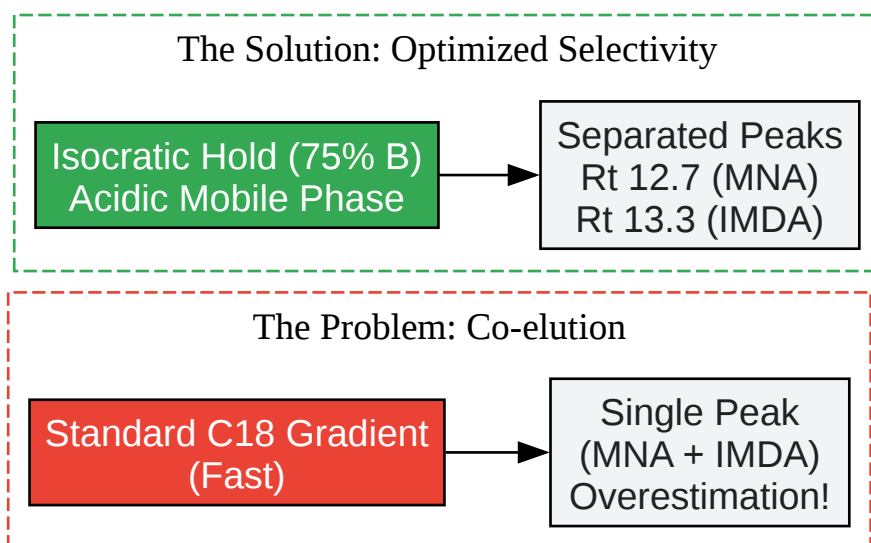 The Solution: Optimized Selectivity
Isocratic Hold (75% B)
Acidic Mobile Phase
Separated Peaks
Rt 12.7 (MNA)
Rt 13.3 (IMDA)
The Problem: Co-elution
Standard C18 Gradient
(Fast)
Single Peak
(MNA + IMDA)
Overestimation!